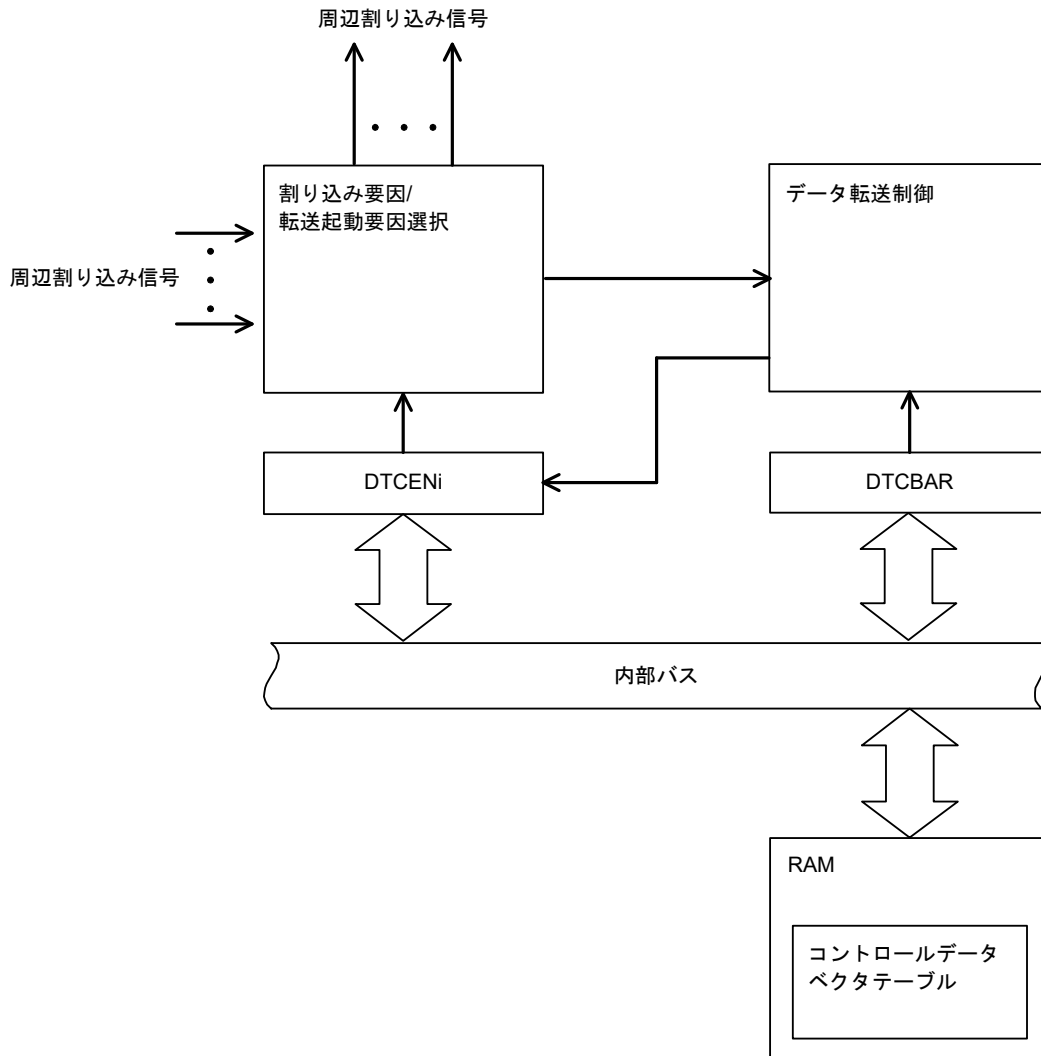 周辺割り込み信号
割り込み要因/
転送起動要因選択
データ転送制御
周辺割り込み信号
DTCENi
DTCBAR
内部バス
RAM
コントロールデータ
ベクタテーブル